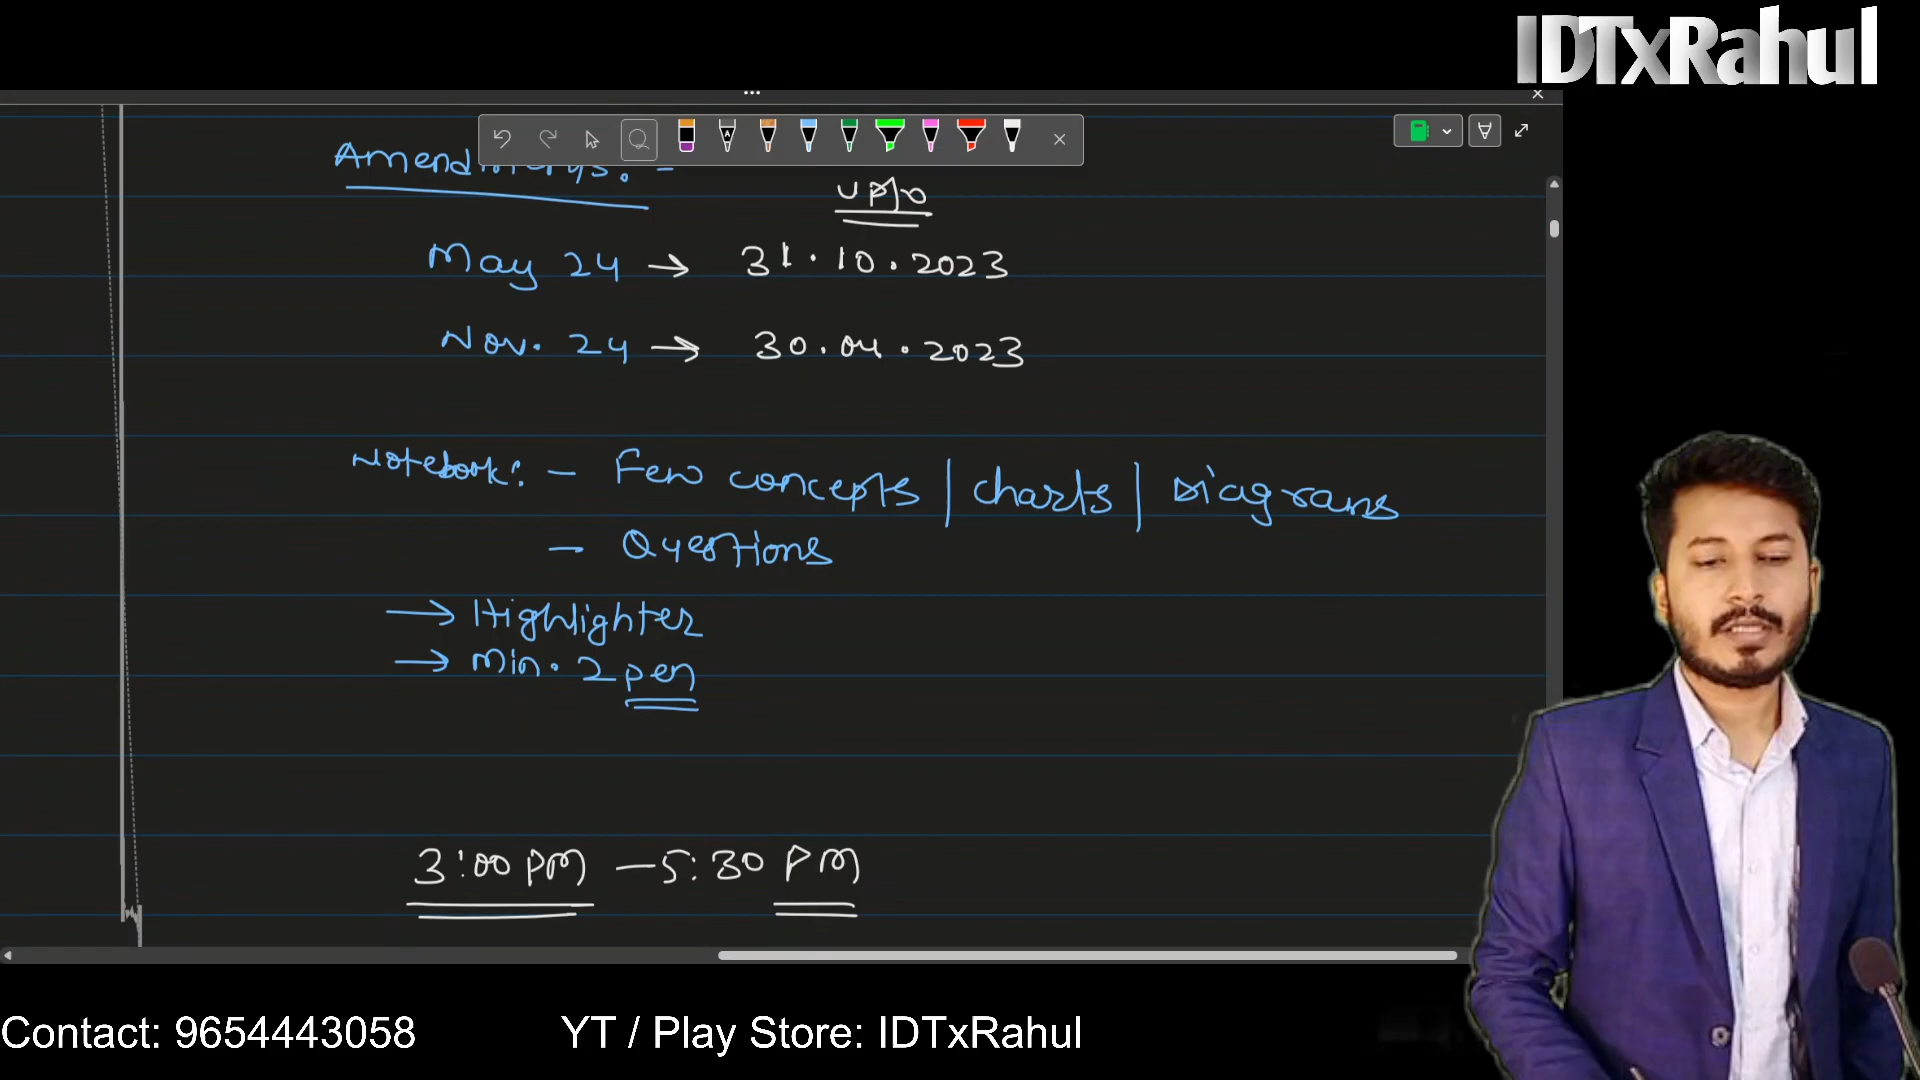 IDTxRahul
Amendments: -
upto
May 24 → 31.10.2023
Nov. 24 → 30.04.2023
Notebook: - Few concepts | charts | Diagrams
- Questions
→ Highlighter
→ Min. 2 pen
3:00 PM - 5:30 PM
Contact: 9654443058 YT / Play Store: IDTxRahul